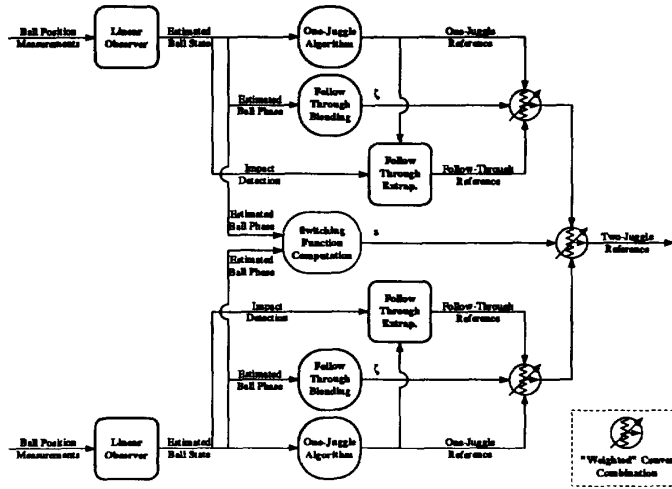 Ball Position
Measurements
Linear
Observer
Estimated
Ball State
One-Juggle
Algorithm
One-Juggle
Reference
Estimated
Ball Phase
Follow
Through
Blending
ζ
Impact
Detection
Follow
Through
Extrap.
Follow-Through
Reference
Estimated
Ball Phase
Estimated
Ball Phase
Switching
Function
Computation
s
Two-Juggle
Reference
Impact
Detection
Follow
Through
Extrap.
Follow-Through
Reference
Estimated
Ball Phase
Follow
Through
Blending
ζ
Ball Position
Measurements
Linear
Observer
Estimated
Ball State
One-Juggle
Algorithm
One-Juggle
Reference
"Weighted" Conver
Combination